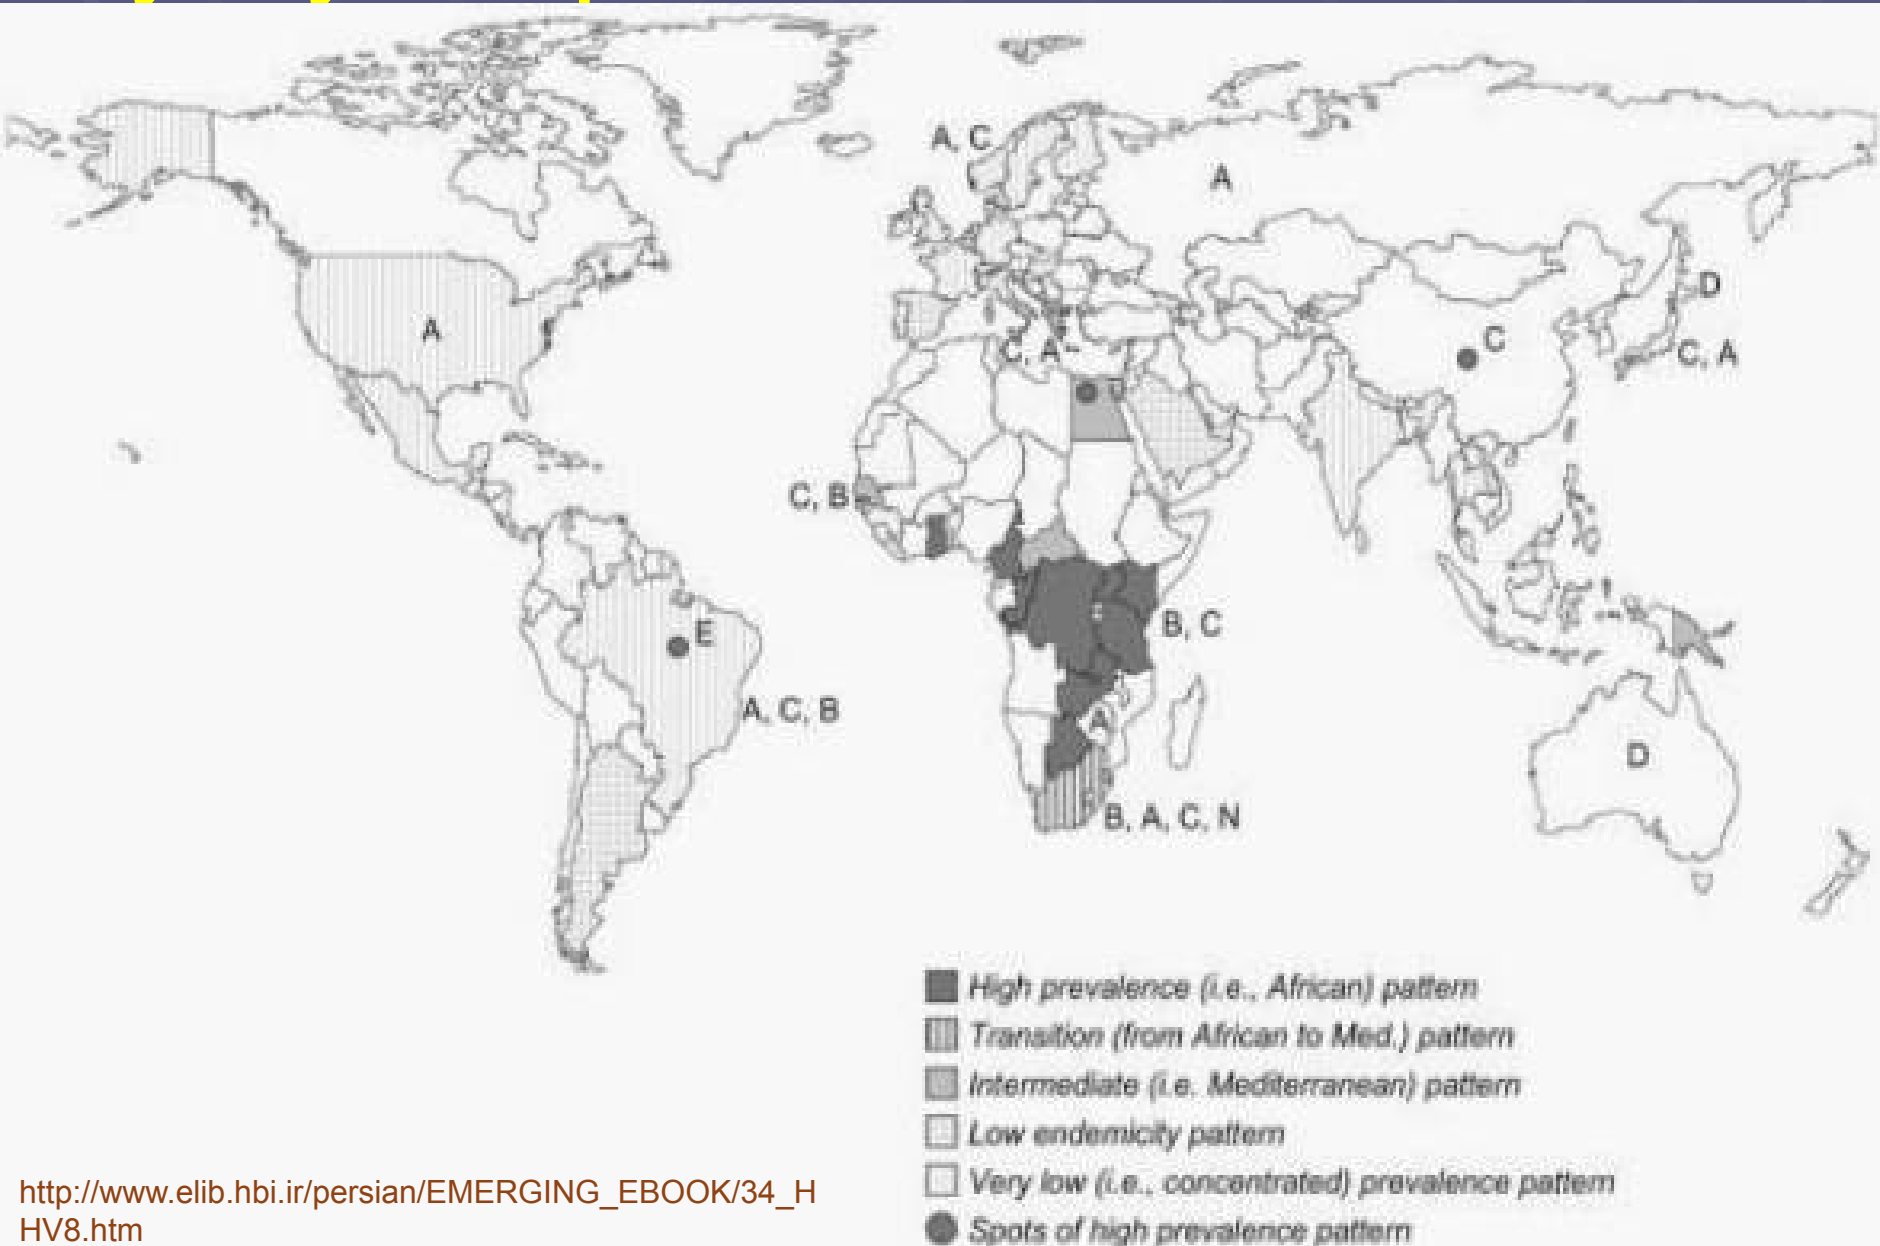 A, C
A
C
D
A
C, A
C
C, A
C, B
E
B, C
A, C, B
A
D
B, A, C, N
High prevalence (i.e., African) pattern
Transition (from African to Med.) pattern
Intermediate (i.e. Mediterranean) pattern
Low endemicity pattern
Very low (i.e., concentrated) prevalence pattern
Spots of high prevalence pattern
http://www.elib.hbi.ir/persian/EMERGING_EBOOK/34_H
HV8.htm